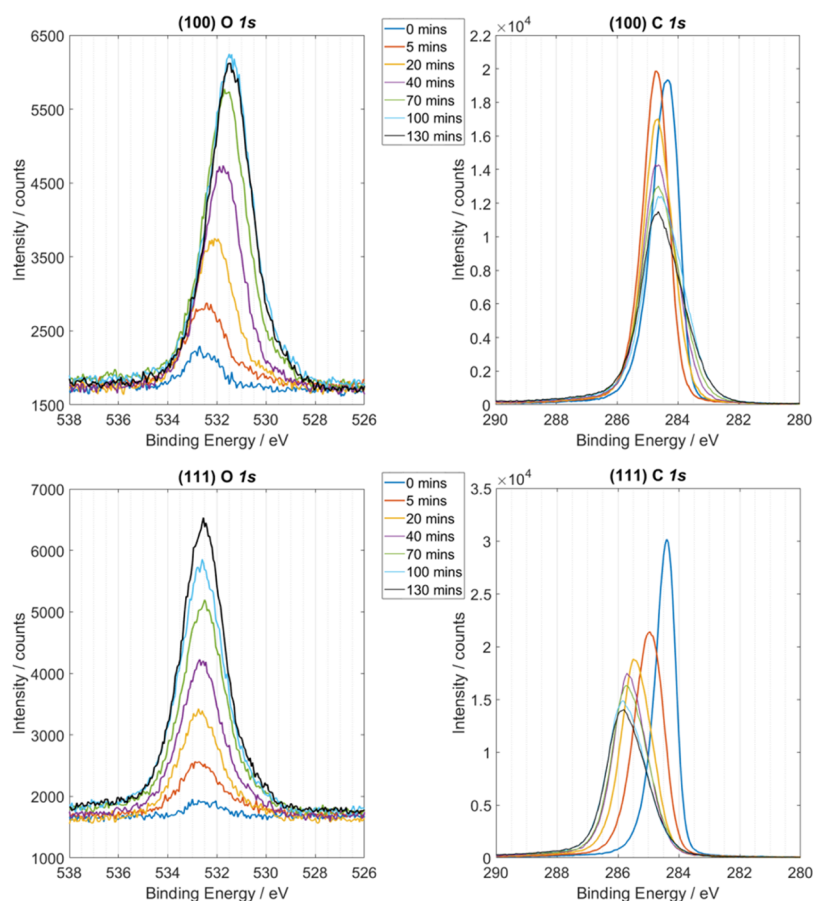 (100) O 1s
6500
5500
4500
3500
2500
1500
538 536 534 532 530 528 526
Binding Energy / eV
Intensity / counts
0 mins
5 mins
20 mins
40 mins
70 mins
100 mins
130 mins
(100) C 1s
×10⁴
2.2
2
1.8
1.6
1.4
1.2
1
0.8
0.6
0.4
0.2
0
290 288 286 284 282 280
Binding Energy / eV
Intensity / counts
(111) O 1s
7000
6000
5000
4000
3000
2000
1000
538 536 534 532 530 528 526
Binding Energy / eV
Intensity / counts
0 mins
5 mins
20 mins
40 mins
70 mins
100 mins
130 mins
(111) C 1s
×10⁴
3.5
3
2.5
2
1.5
1
0.5
0
290 288 286 284 282 280
Binding Energy / eV
Intensity / counts